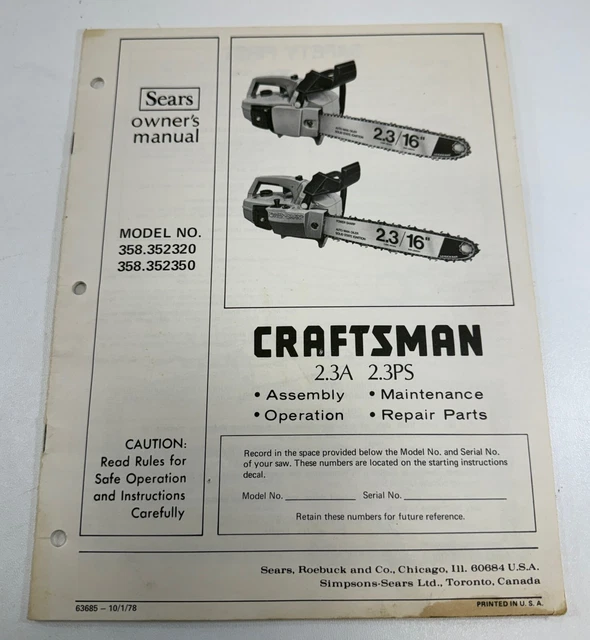 Sears
owner's
manual
MODEL NO.
358.352320
358.352350
CAUTION:
Read Rules for
Safe Operation
and Instructions
Carefully
2.3/16"
2.3/16"
CRAFTSMAN
2.3A 2.3PS
• Assembly • Maintenance
• Operation • Repair Parts
Record in the space provided below the Model No. and Serial No.
of your saw. These numbers are located on the starting instructions
decal.
Model No. ____________ Serial No. ____________
Retain these numbers for future reference.
Sears, Roebuck and Co., Chicago, Ill. 60684 U.S.A.
Simpsons-Sears Ltd., Toronto, Canada
63685 – 10/1/78
PRINTED IN U. S. A.